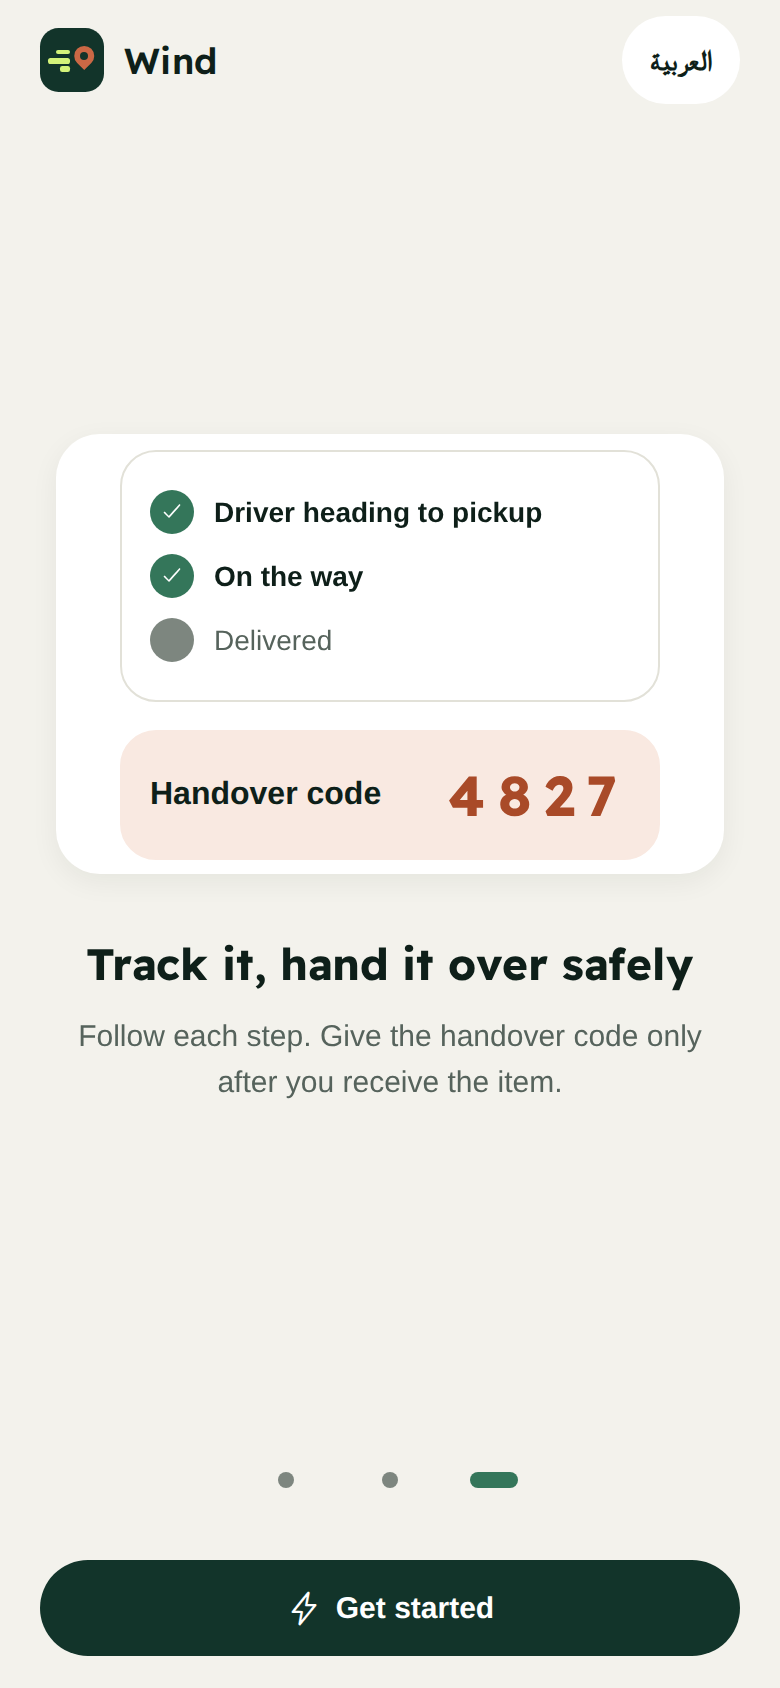 Wind
العربية
Driver heading to pickup
On the way
Delivered
Handover code
4827
Track it, hand it over safely
Follow each step. Give the handover code only
after you receive the item.
Get started